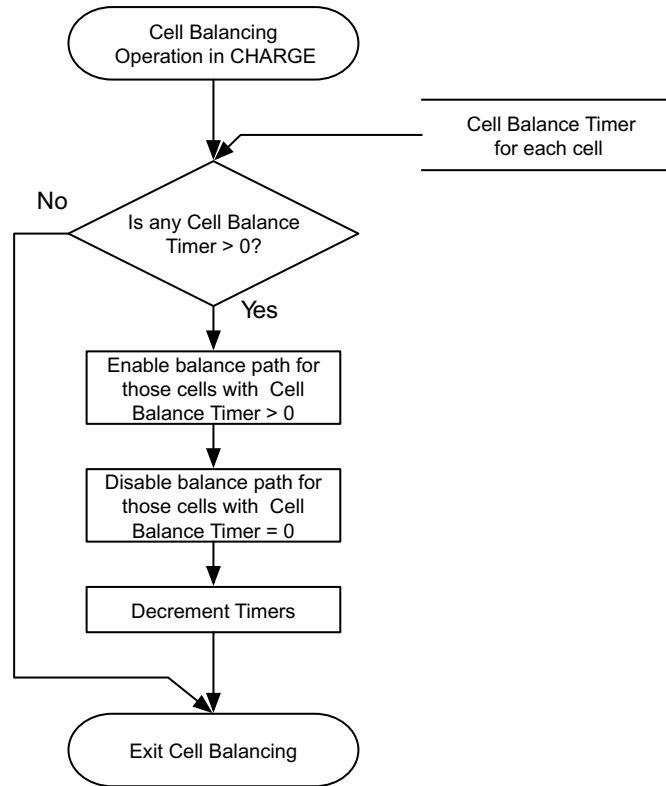 Cell Balancing
Operation in CHARGE
Cell Balance Timer
for each cell
No
Is any Cell Balance
Timer > 0?
Yes
Enable balance path for
those cells with Cell
Balance Timer > 0
Disable balance path for
those cells with Cell
Balance Timer = 0
Decrement Timers
Exit Cell Balancing